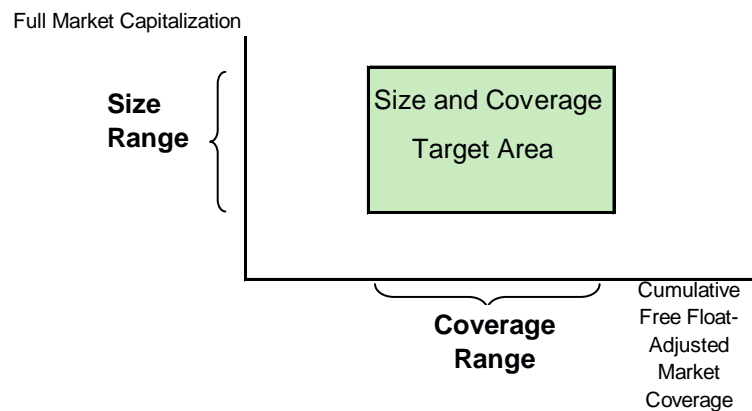 Full Market Capitalization
Size
Range
Size and Coverage
Target Area
Coverage
Range
Cumulative
Free Float-
Adjusted
Market
Coverage